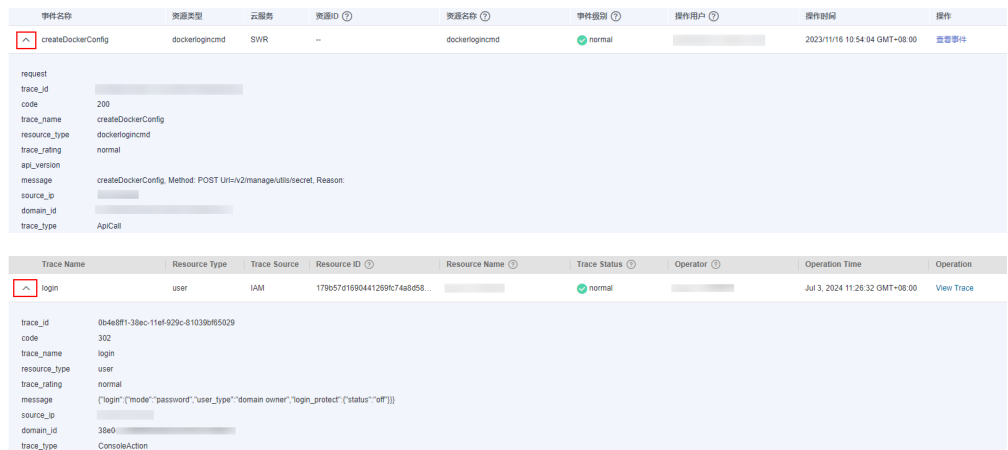 事件名称 资源类型 云服务 资源ID ? 资源名称 ? 事件级别 ? 操作用户 ? 操作时间 操作
createDockerConfig dockerlogincmd SWR -- dockerlogincmd normal 2023/11/16 10:54:04 GMT+08:00 查看事件
request
trace_id
code 200
trace_name createDockerConfig
resource_type dockerlogincmd
trace_rating normal
api_version
message createDockerConfig, Method: POST Url=/v2/manage/utils/secret, Reason:
source_ip
domain_id
trace_type ApiCall
Trace Name Resource Type Trace Source Resource ID ? Resource Name ? Trace Status ? Operator ? Operation Time Operation
login user IAM 179b57d1690441269fc74a8d58... normal Jul 3, 2024 11:26:32 GMT+08:00 View Trace
trace_id 0b4e8ff1-38ec-11ef-929c-81039bf65029
code 302
trace_name login
resource_type user
trace_rating normal
message {"login":{"mode":"password","user_type":"domain owner","login_protect":{"status":"off"}}}
source_ip
domain_id 38e0
trace_type ConsoleAction